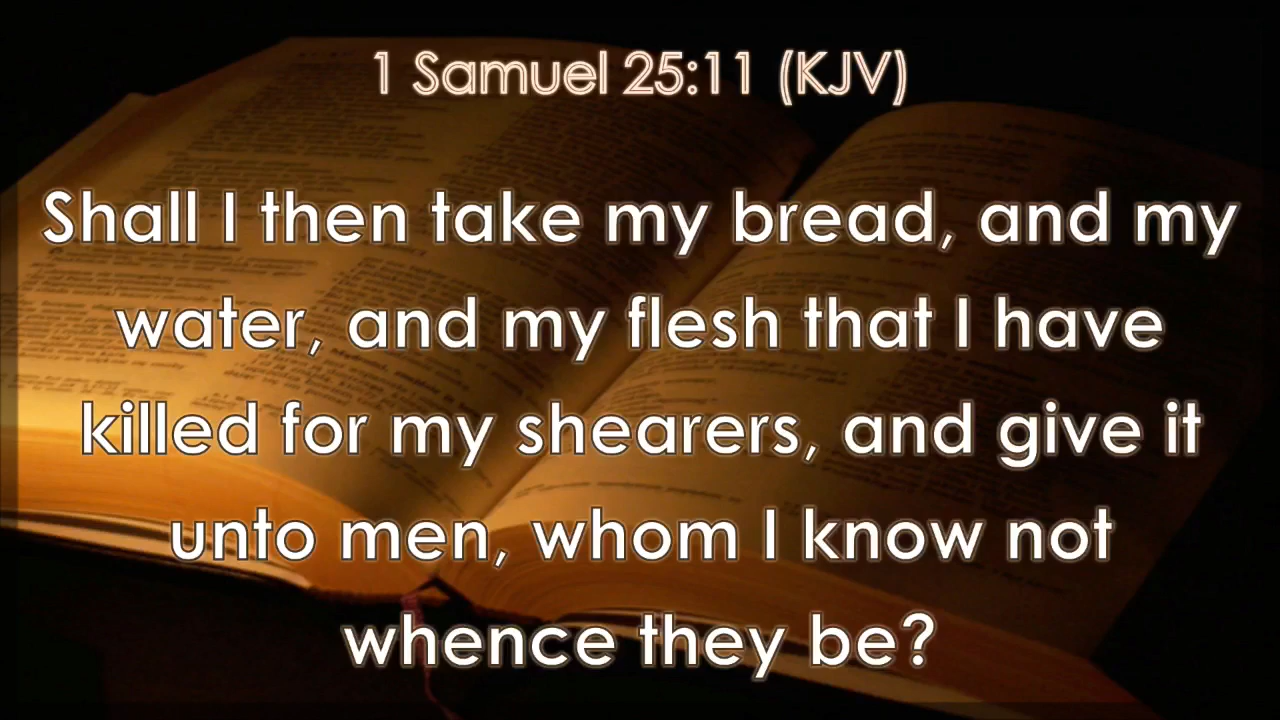 1 Samuel 25:11 (KJV)
Shall I then take my bread, and my
water, and my flesh that I have
killed for my shearers, and give it
unto men, whom I know not
whence they be?